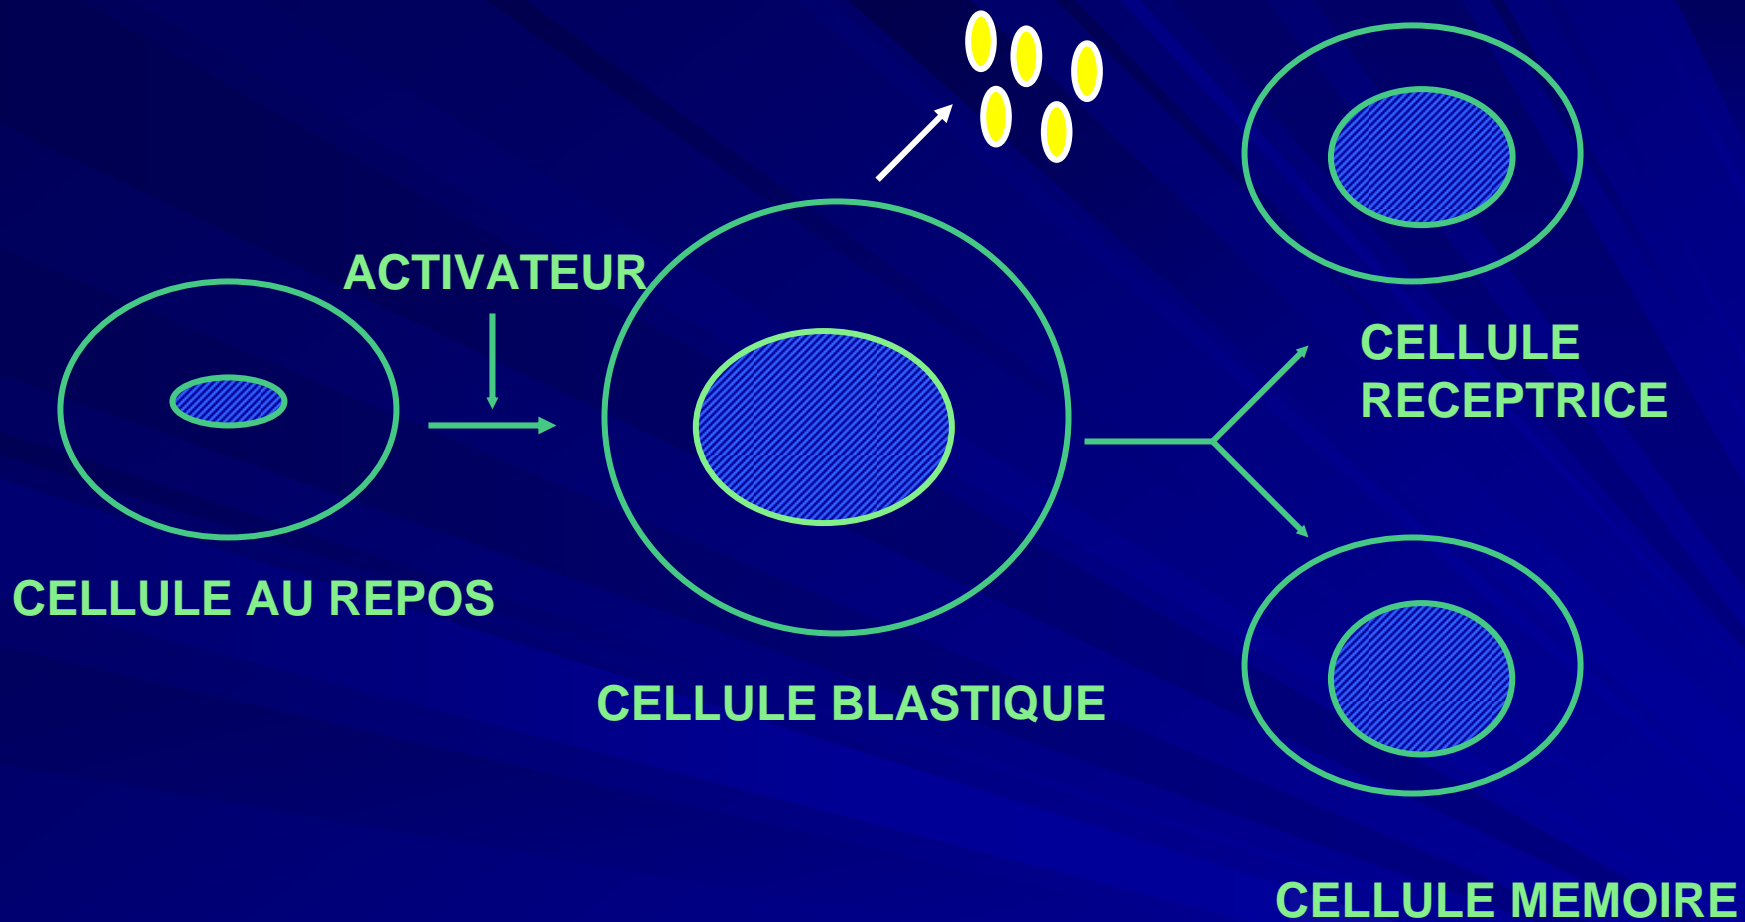 ACTIVATEUR
CELLULE AU REPOS
CELLULE BLASTIQUE
CELLULE
RECEPTRICE
CELLULE MEMOIRE